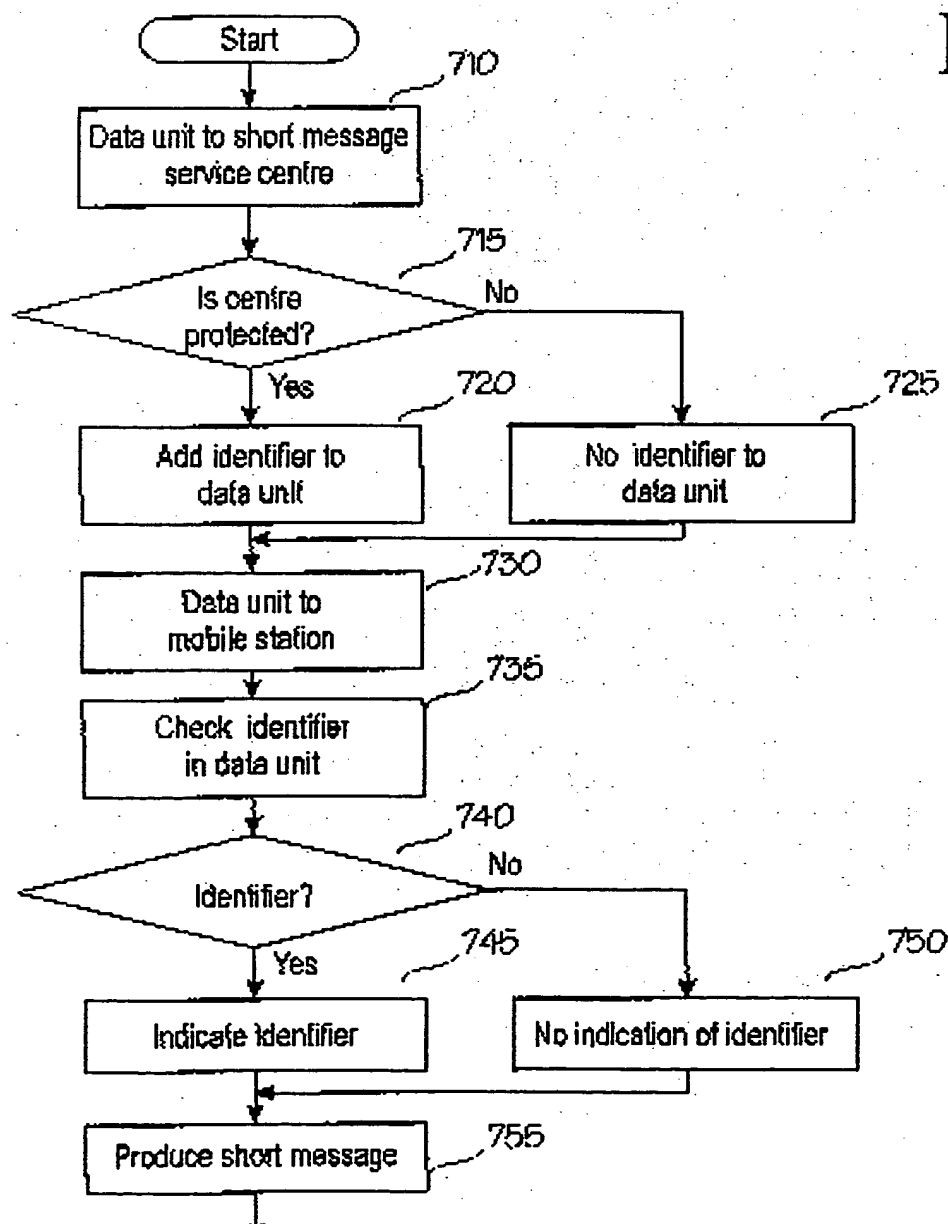 Start
710
Data unit to short message
service centre
715
Is centre
protected?
No
Yes
720
725
Add identifier to
data unit
No identifier to
data unit
730
Data unit to
mobile station
735
Check identifier
in data unit
740
No
Identifier?
Yes
745
750
Indicate identifier
No indication of identifier
755
Produce short message